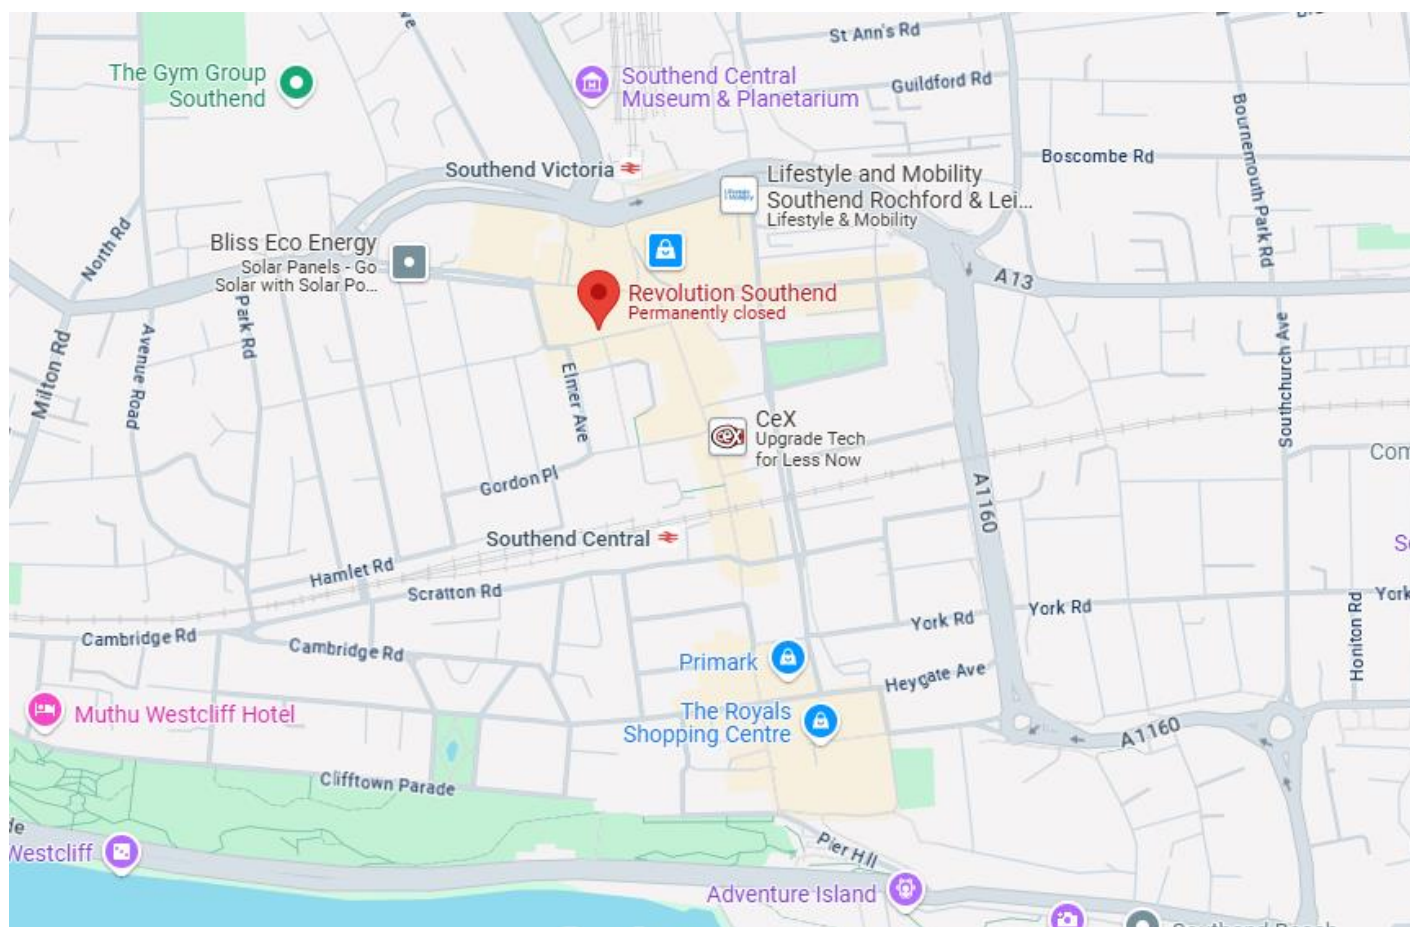 St Ann's Rd
The Gym Group
Southend
Southend Central
Museum & Planetarium
Guildford Rd
Bournemouth Park Rd
Boscombe Rd
Southend Victoria
Lifestyle and Mobility
Southend Rochford & Lei...
Lifestyle & Mobility
North Rd
Bliss Eco Energy
Solar Panels - Go
Solar with Solar Po...
A13
Revolution Southend
Permanently closed
Park Rd
Milton Rd
Avenue Road
Elmer Ave
Southchurch Ave
CeX
Upgrade Tech
for Less Now
Gordon Pl
A1160
Southend Central
Hamlet Rd
Scratton Rd
York Rd
York Rd
York
Honiton Rd
Cambridge Rd
Cambridge Rd
Primark
Heygate Ave
Muthu Westcliff Hotel
The Royals
Shopping Centre
A1160
Clifftown Parade
Pier Hill
Westcliff
Adventure Island